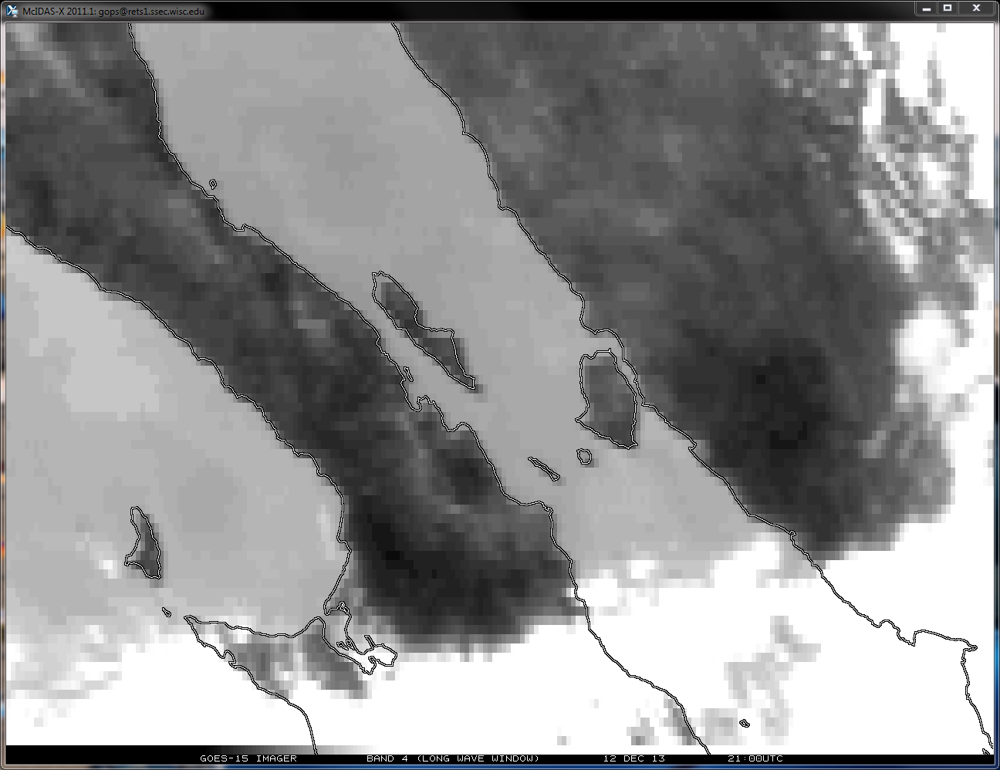 McIDAS-X 2011.1: gops@rets1.ssec.wisc.edu
GOES-15 IMAGER BAND 4 (LONG WAVE WINDOW) 12 DEC 13 21:00UTC